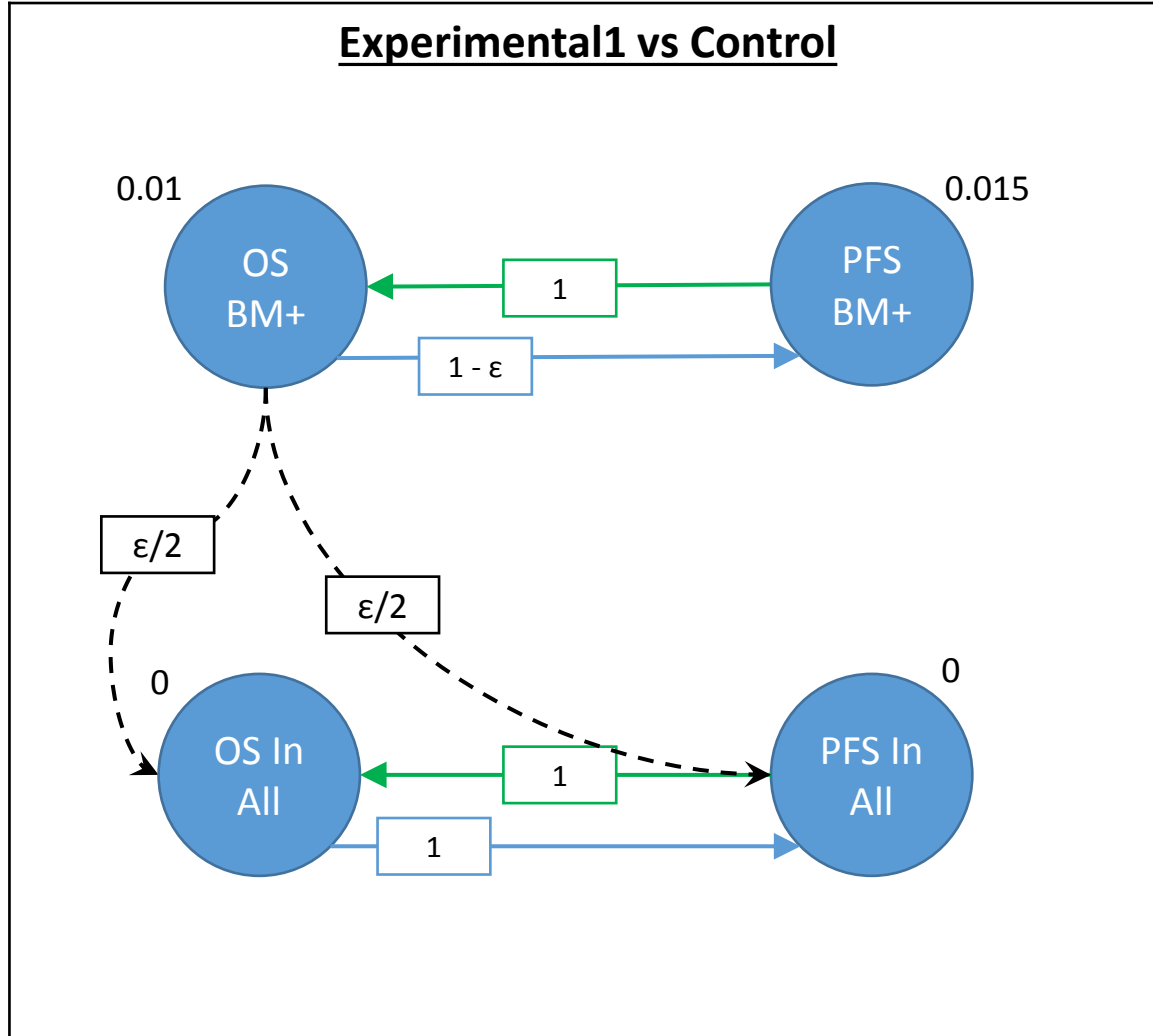 Experimental1 vs Control
0.01
0.015
OS
BM+
PFS
BM+
1
1 - ε
ε/2
ε/2
0
0
OS In
All
PFS In
All
1
1